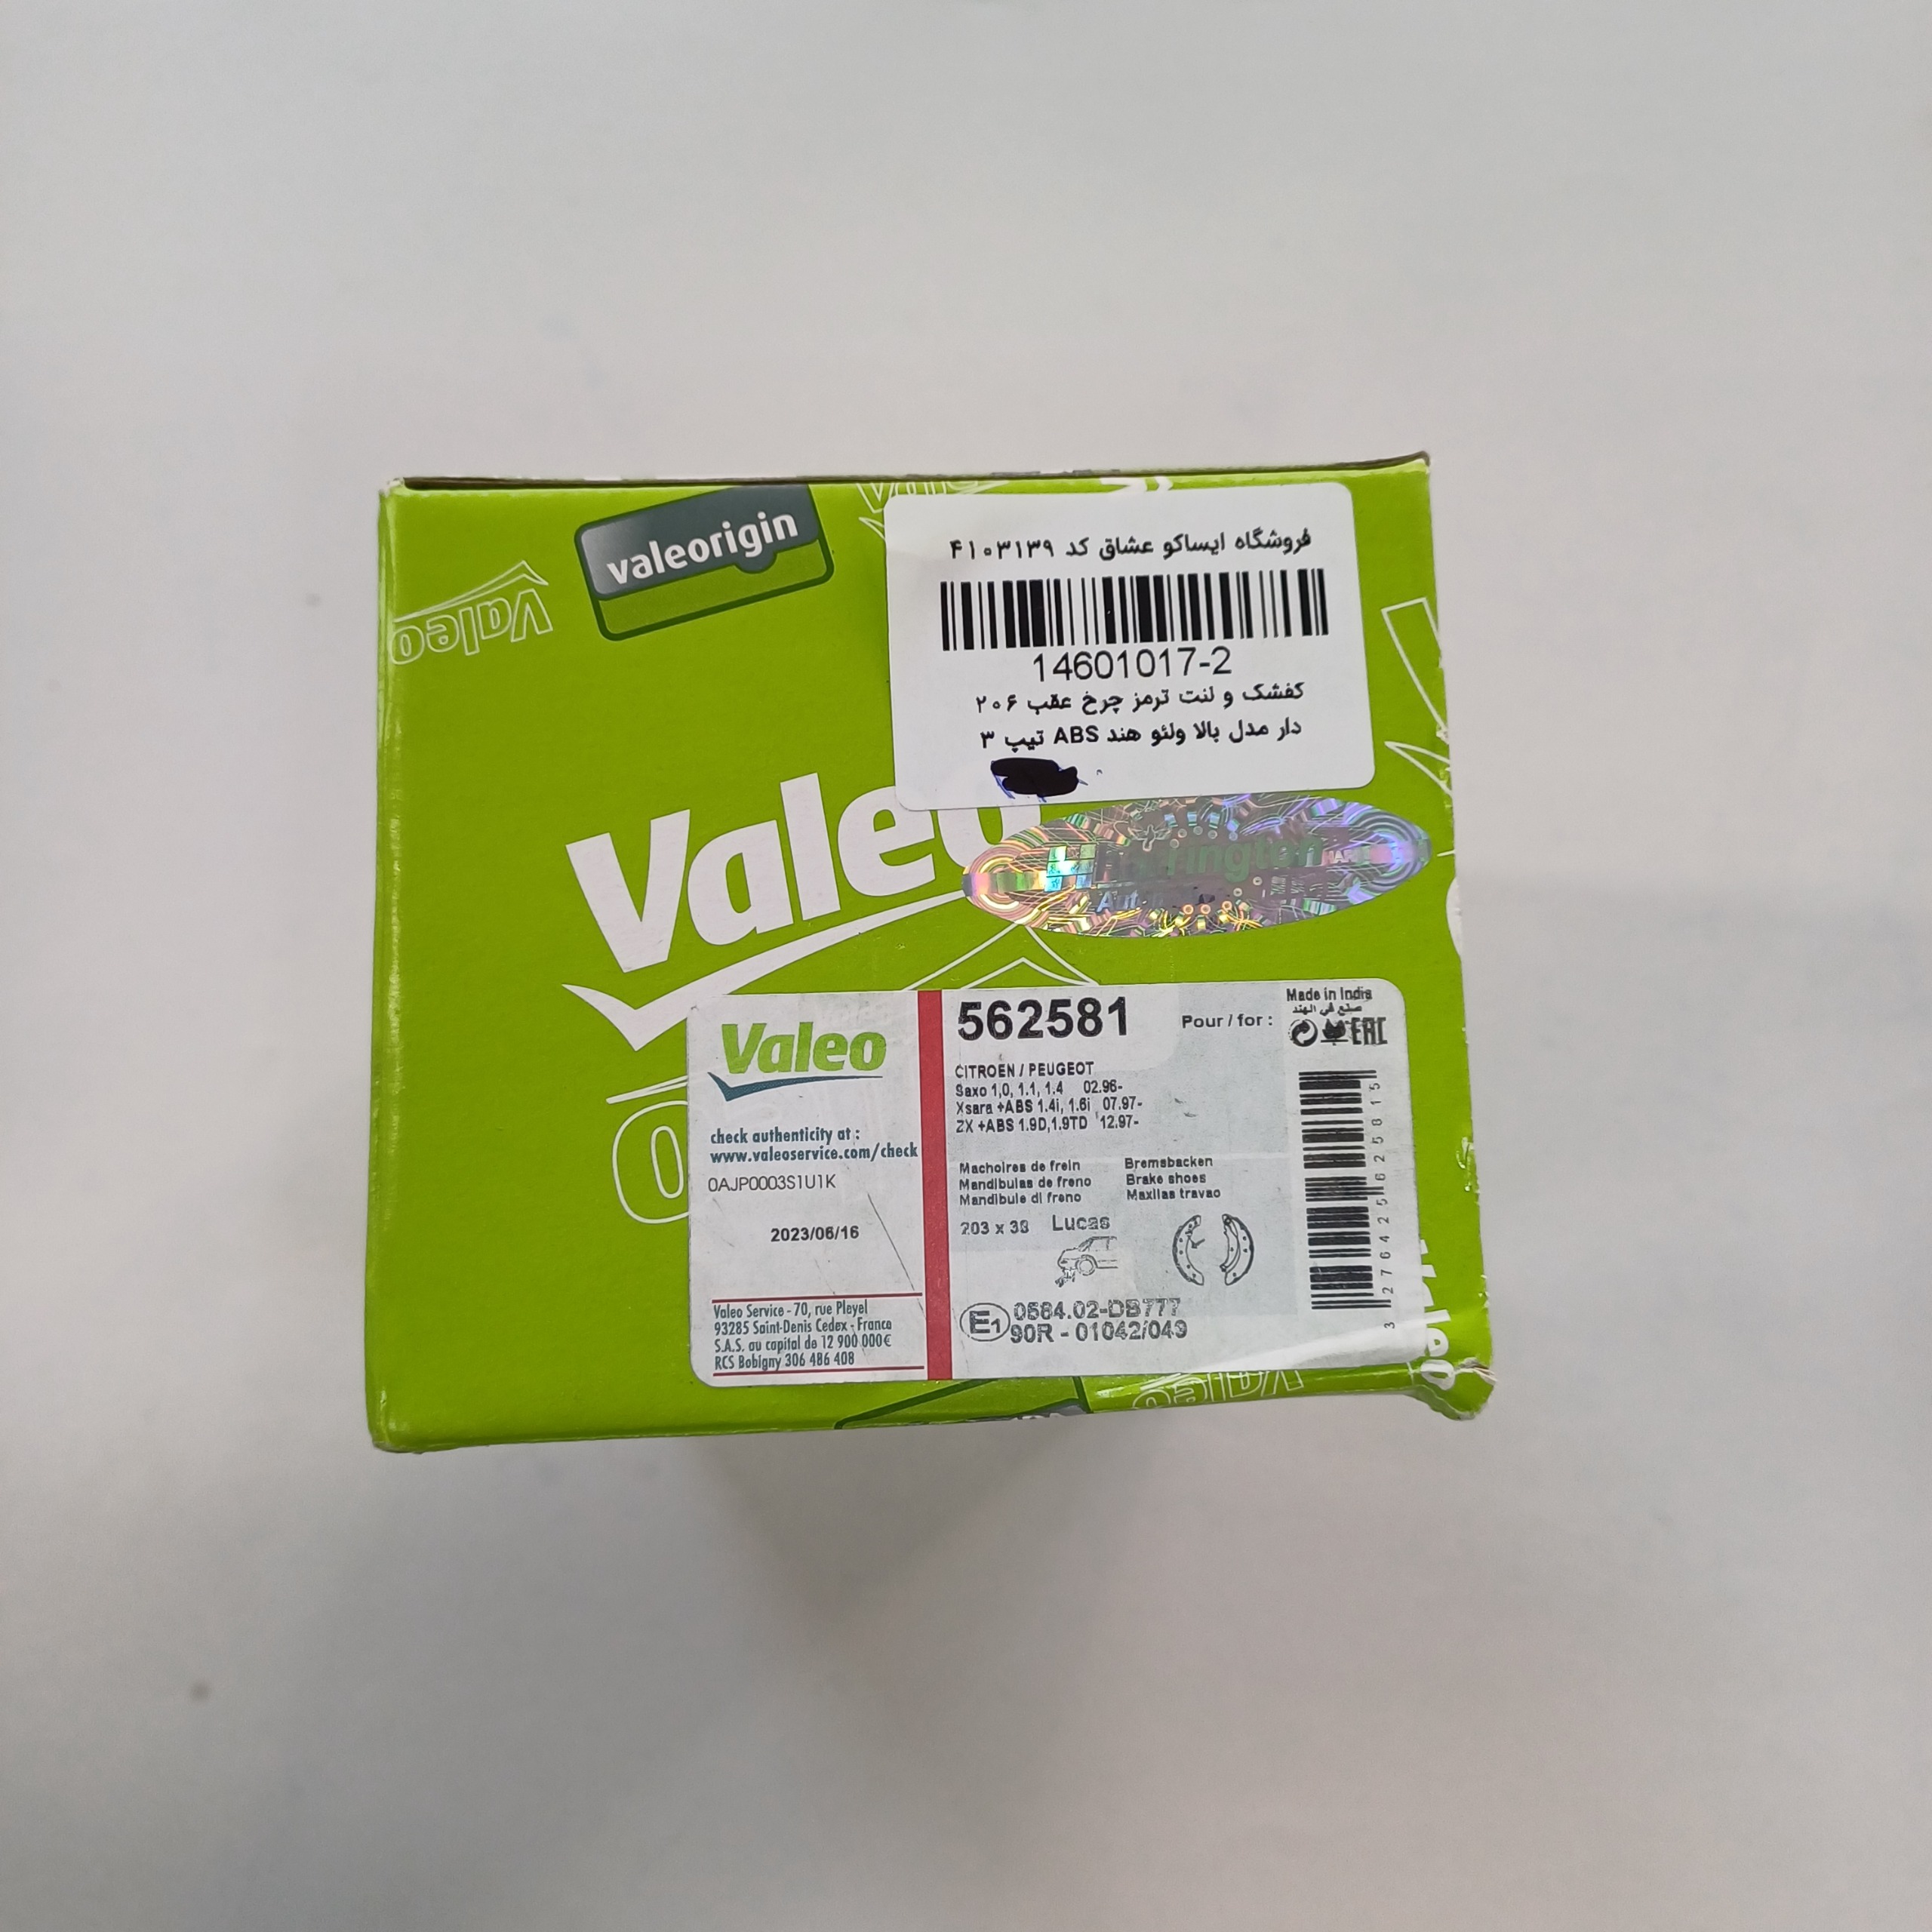 valeorigin
Valeo
فروشگاه ایساکو عشاق کد ۴۱۰۳۱۳۹
14601017-2
کفشک و لنت ترمز چرخ عقب ۲۰۶
دار مدل بالا ولئو هند ABS تیپ ۳
Valeo
Valeo
check authenticity at :
www.valeoservice.com/check
0AJP0003S1U1K
2023/06/16
Valeo Service - 70, rue Pleyel
93285 Saint-Denis Cedex - France
S.A.S. au capital de 12 900 000€
RCS Bobigny 306 486 408
562581
Pour / for :
Made in India
صنع في الهند
EAC
CITROEN / PEUGEOT
Saxo 1,0, 1.1, 1.4 02.96-
Xsara +ABS 1.4i, 1.6i 07.97-
ZX +ABS 1.9D,1.9TD 12.97-
Machoires de frein
Mandibulas de freno
Mandibule di freno
Bremsbacken
Brake shoes
Maxilas travao
203 x 38 Lucas
E1 0584.02-DB777
90R - 01042/049
3276425625815
Valeo
Valeo